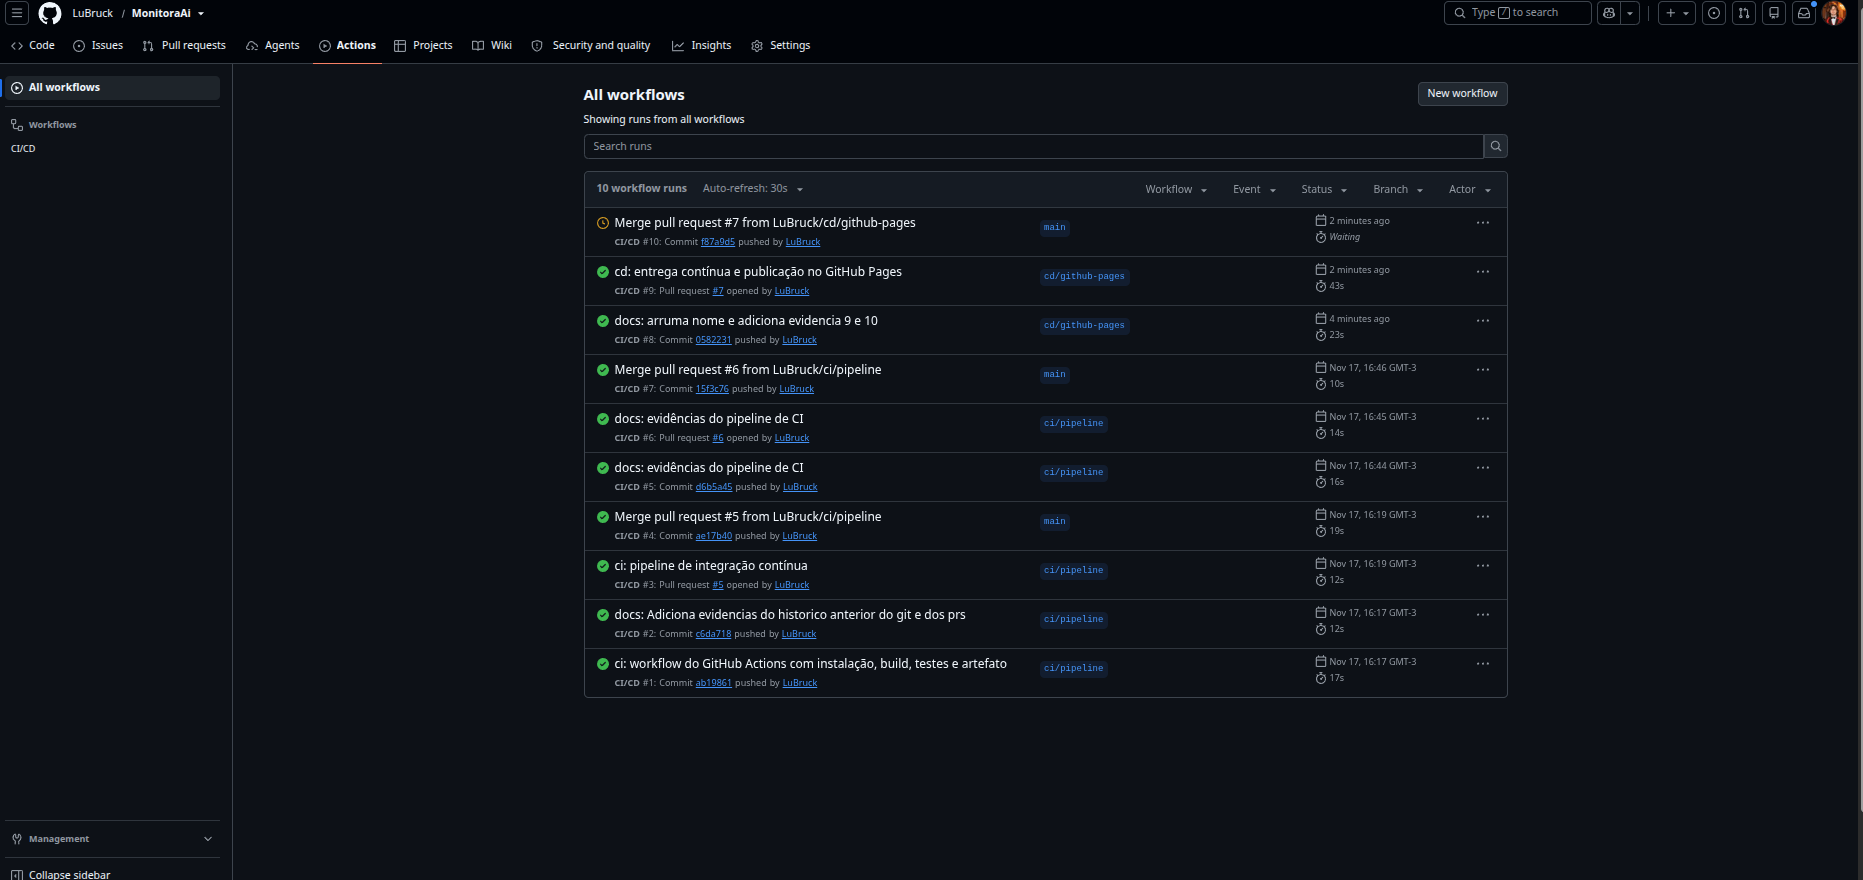 LuBruck / MonitoraAi
Type / to search
Code Issues Pull requests Agents Actions Projects Wiki Security and quality Insights Settings
All workflows
Workflows
CI/CD
Management
Collapse sidebar
All workflows
New workflow
Showing runs from all workflows
Search runs
10 workflow runs Auto-refresh: 30s Workflow Event Status Branch Actor
Merge pull request #7 from LuBruck/cd/github-pages
CI/CD #10: Commit f87a9d5 pushed by LuBruck
main
2 minutes ago
Waiting
cd: entrega contínua e publicação no GitHub Pages
CI/CD #9: Pull request #7 opened by LuBruck
cd/github-pages
2 minutes ago
43s
docs: arruma nome e adiciona evidencia 9 e 10
CI/CD #8: Commit 0582231 pushed by LuBruck
cd/github-pages
4 minutes ago
23s
Merge pull request #6 from LuBruck/ci/pipeline
CI/CD #7: Commit 15f3c76 pushed by LuBruck
main
Nov 17, 16:46 GMT-3
10s
docs: evidências do pipeline de CI
CI/CD #6: Pull request #6 opened by LuBruck
ci/pipeline
Nov 17, 16:45 GMT-3
14s
docs: evidências do pipeline de CI
CI/CD #5: Commit d6b5a45 pushed by LuBruck
ci/pipeline
Nov 17, 16:44 GMT-3
16s
Merge pull request #5 from LuBruck/ci/pipeline
CI/CD #4: Commit ae17b40 pushed by LuBruck
main
Nov 17, 16:19 GMT-3
19s
ci: pipeline de integração contínua
CI/CD #3: Pull request #5 opened by LuBruck
ci/pipeline
Nov 17, 16:19 GMT-3
12s
docs: Adiciona evidencias do historico anterior do git e dos prs
CI/CD #2: Commit c6da718 pushed by LuBruck
ci/pipeline
Nov 17, 16:17 GMT-3
12s
ci: workflow do GitHub Actions com instalação, build, testes e artefato
CI/CD #1: Commit ab19861 pushed by LuBruck
ci/pipeline
Nov 17, 16:17 GMT-3
17s